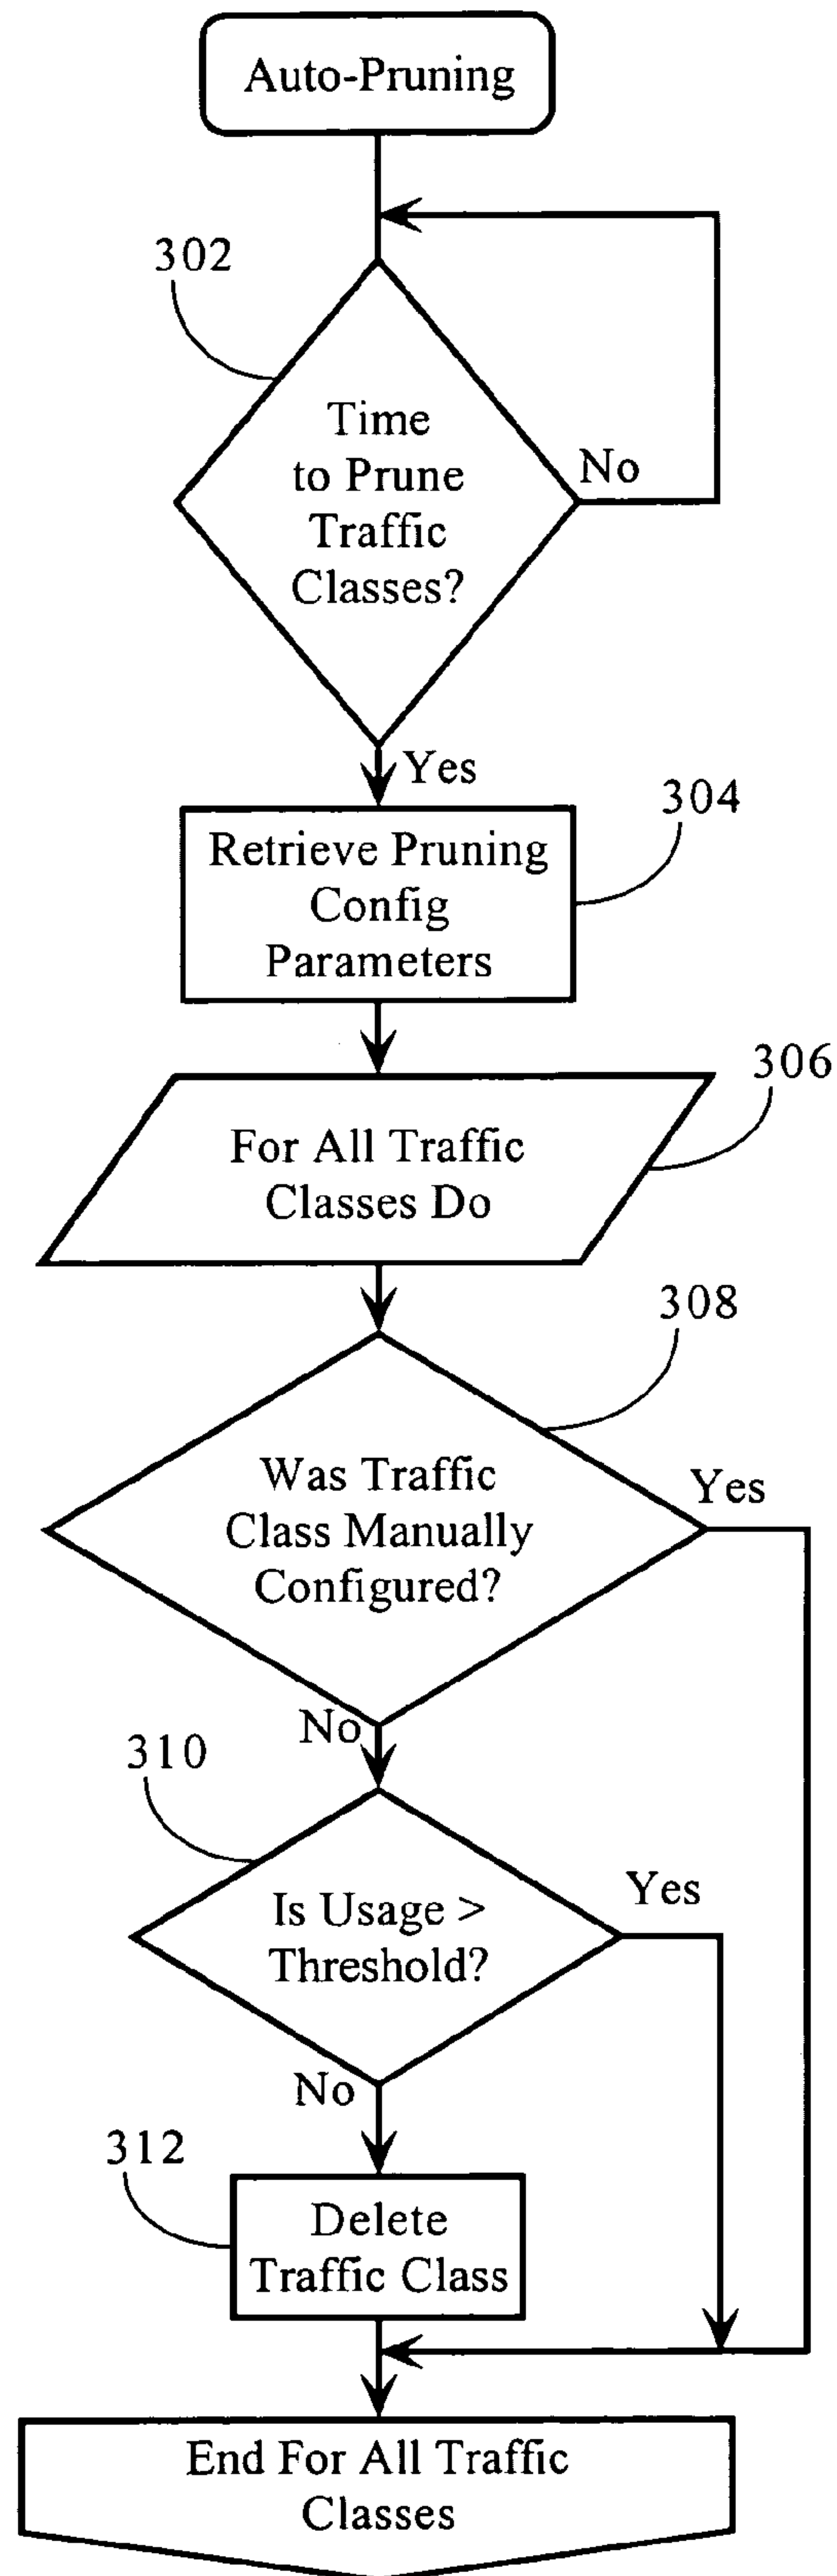 Auto-Pruning
302
Time
to Prune
Traffic
Classes?
No
Yes
304
Retrieve Pruning
Config
Parameters
306
For All Traffic
Classes Do
308
Was Traffic
Class Manually
Configured?
Yes
No
310
Is Usage >
Threshold?
Yes
No
312
Delete
Traffic Class
End For All Traffic
Classes